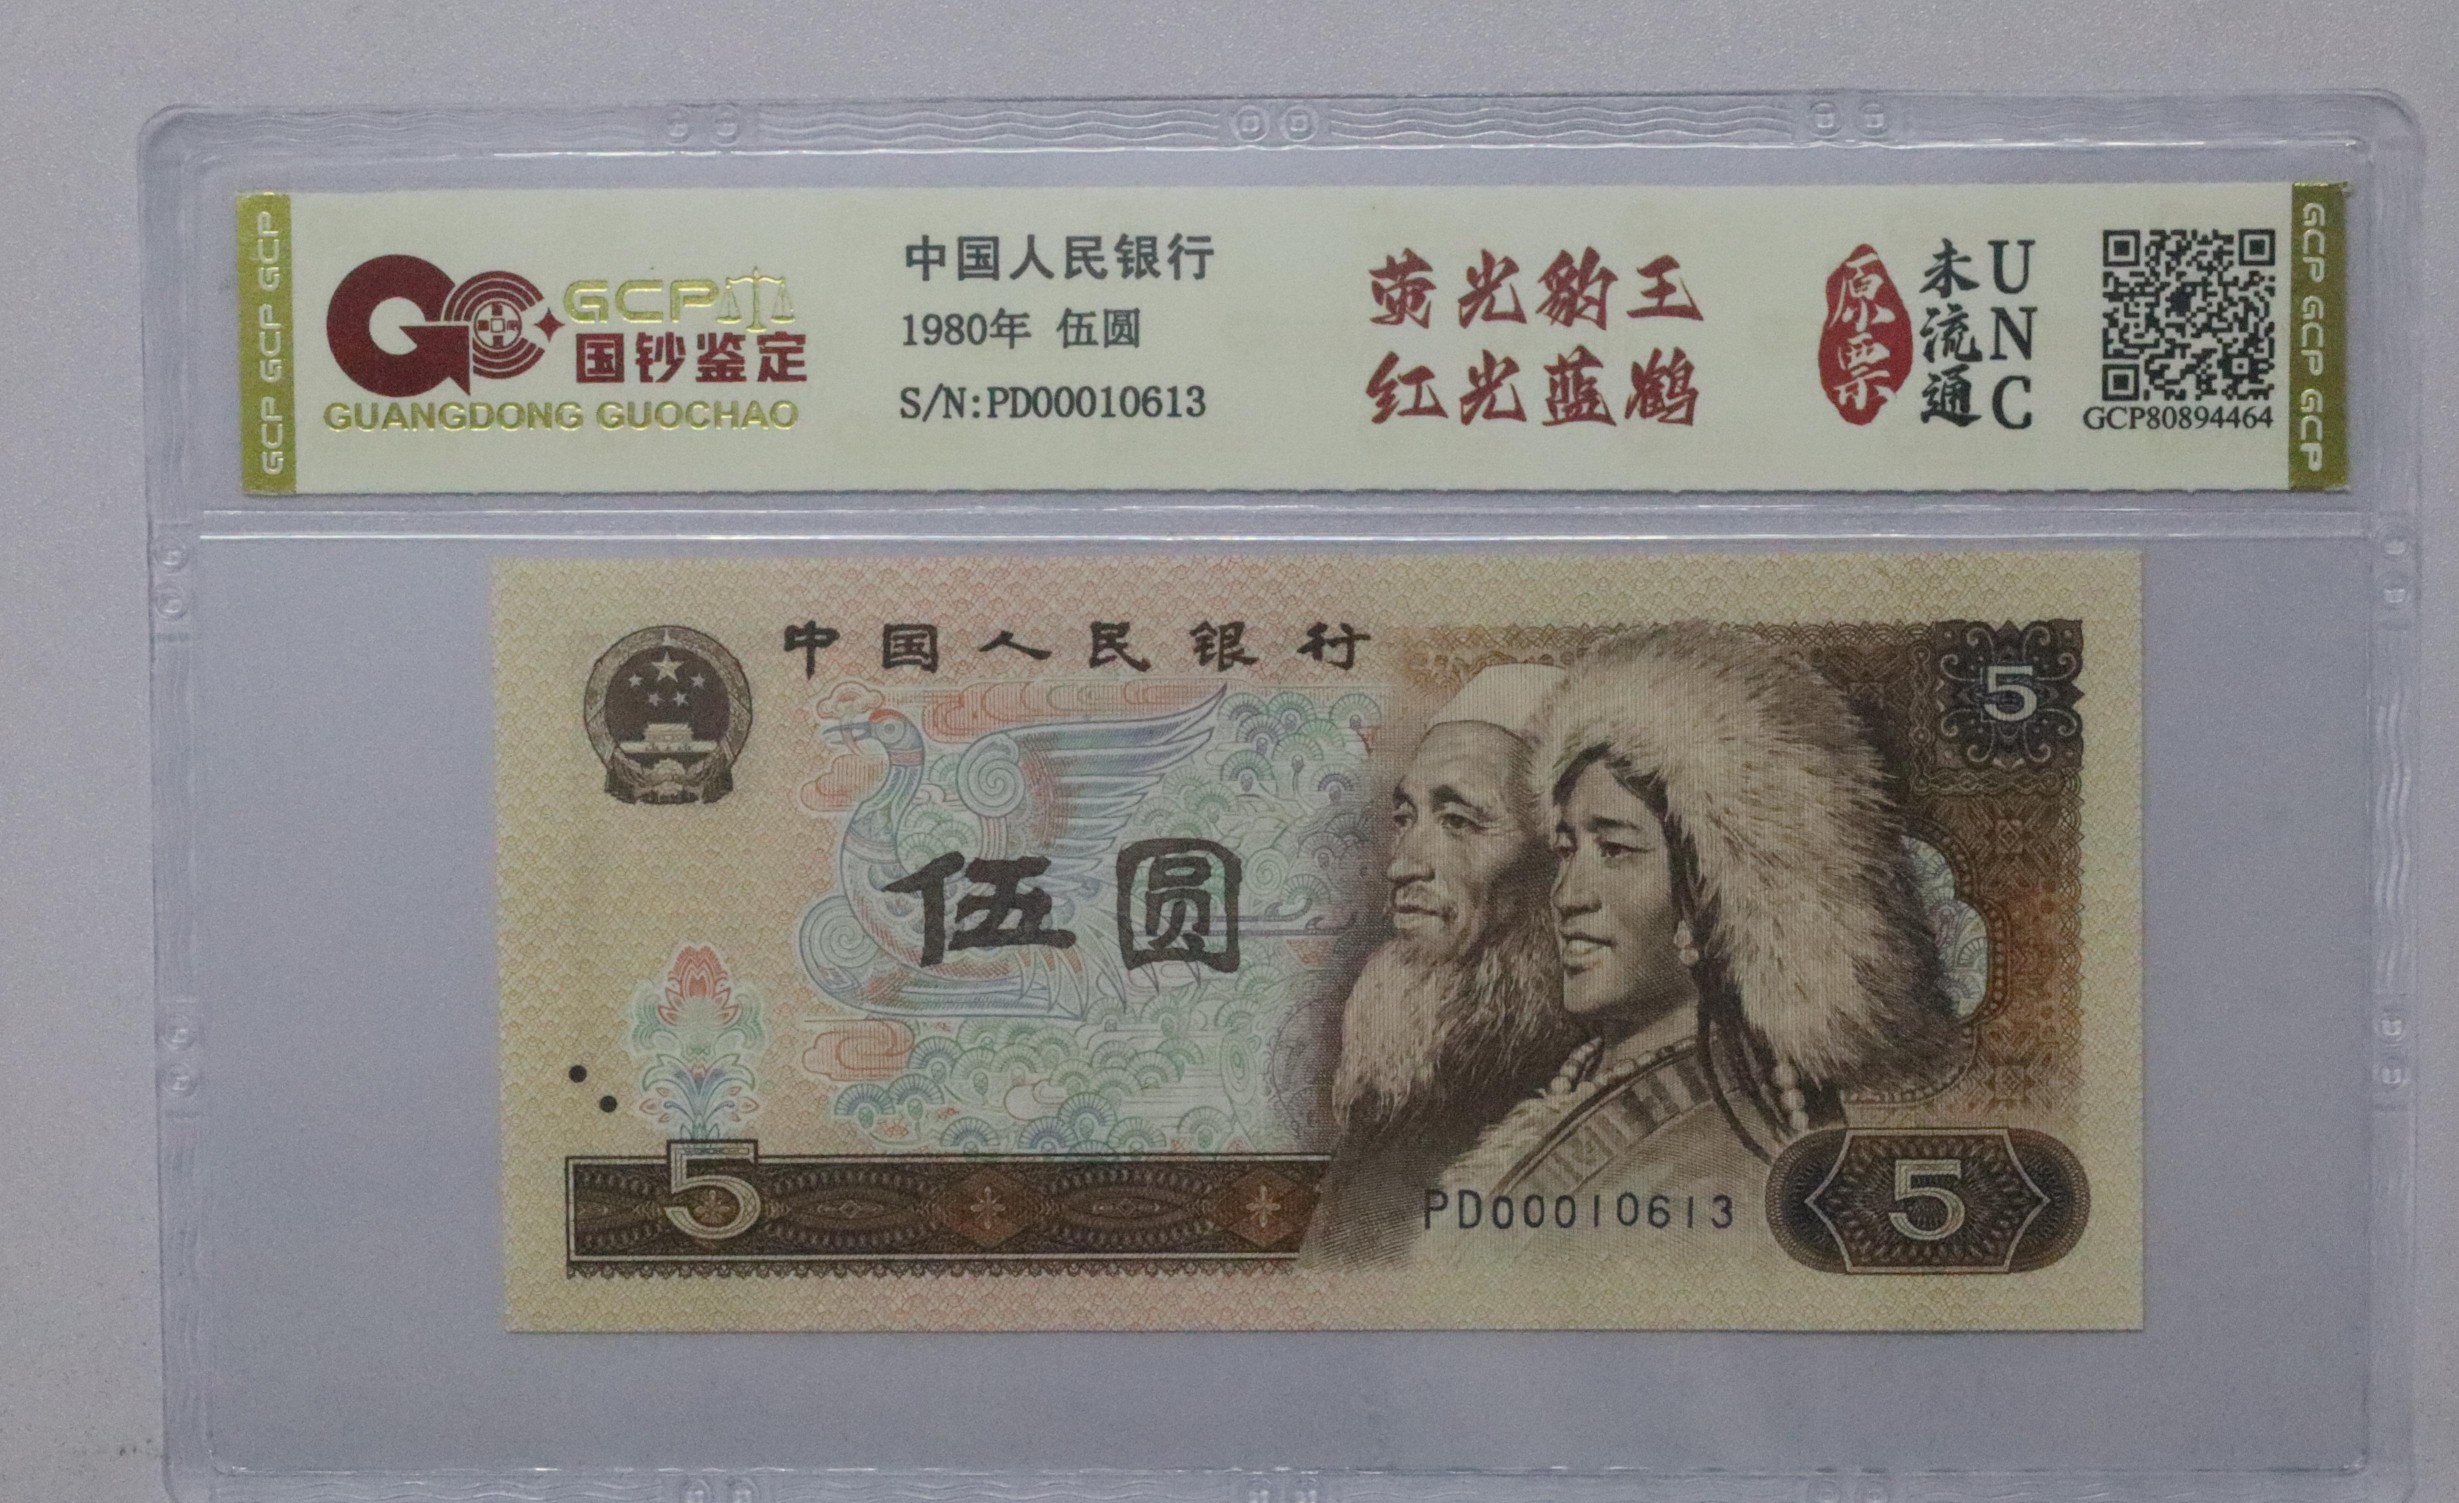 GCP GCP GCP
GCP
国钞鉴定
GUANGDONG GUOCHAO
中国人民银行
1980年 伍圆
S/N:PD00010613
荧光豹王
红光蓝鹤
原票
未流通
UNC
GCP80894464
GCP GCP GCP
中国人民银行
5
伍圆
5
PD00010613
5